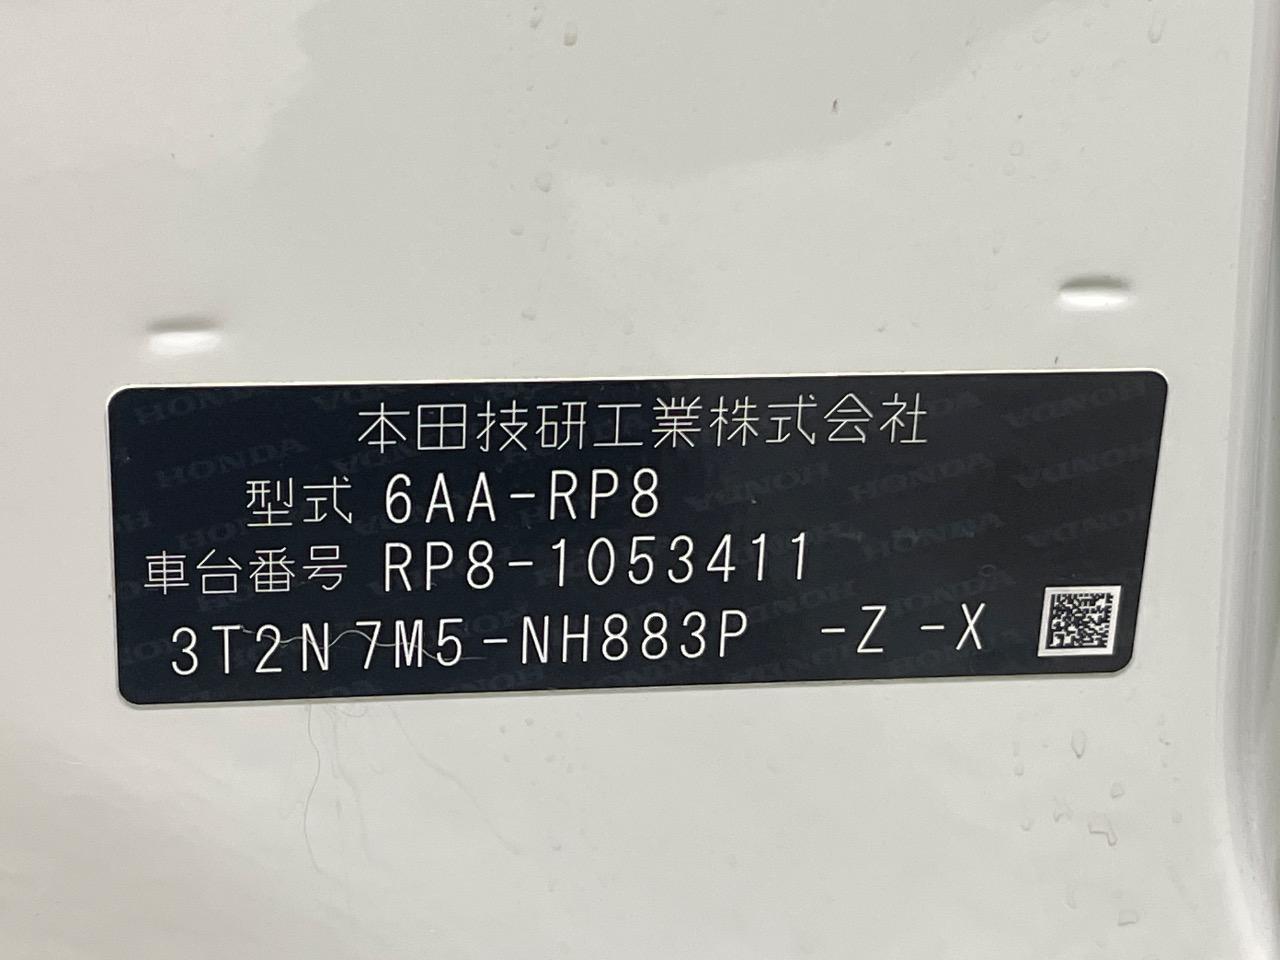 本田技研工業株式会社
型式 6AA-RP8
車台番号 RP8-1053411
3T2N7M5-NH883P -Z -X